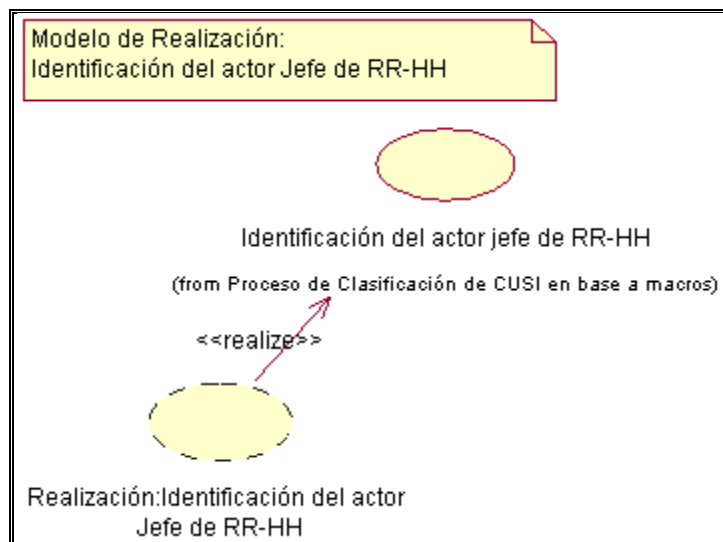 Modelo de Realización:
Identificación del actor Jefe de RR-HH
Identificación del actor jefe de RR-HH
(from Proceso de Clasificación de CUSI en base a macros)
<<realize>>
Realización:Identificación del actor
Jefe de RR-HH